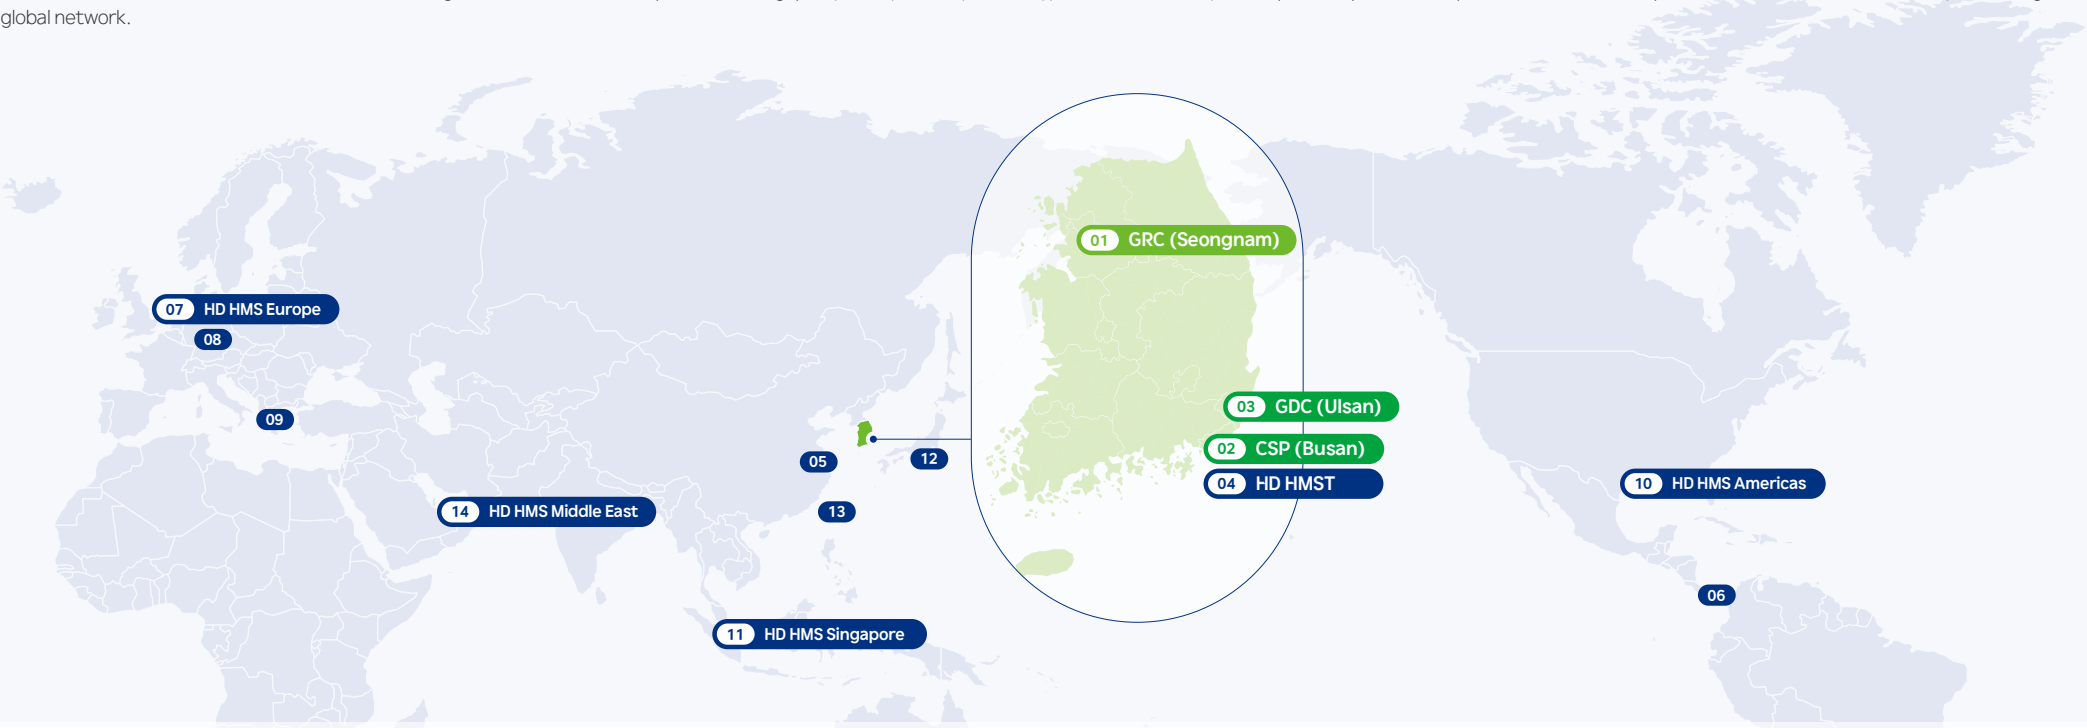 global network.
01 GRC (Seongnam)
07 HD HMS Europe
08
03 GDC (Ulsan)
09
02 CSP (Busan)
05
12
04 HD HMST
10 HD HMS Americas
14 HD HMS Middle East
13
06
11 HD HMS Singapore